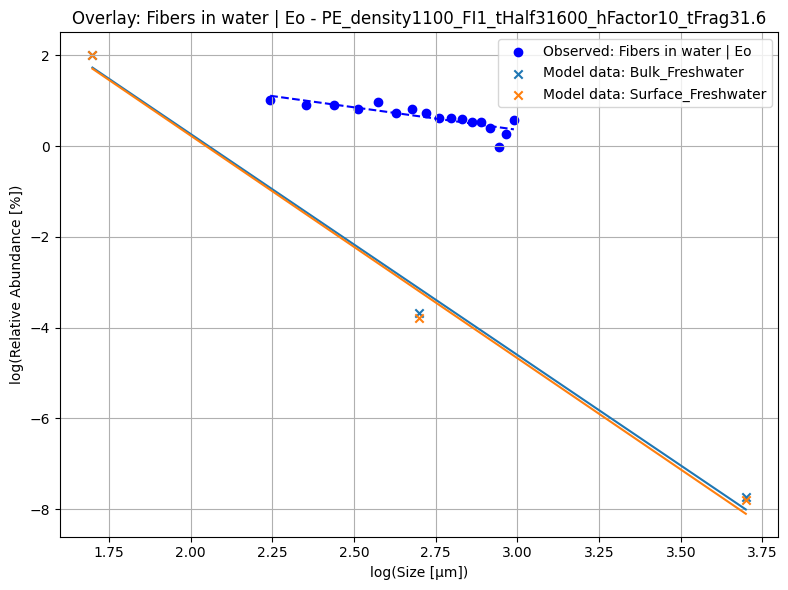 Overlay: Fibers in water | Eo - PE_density1100_FI1_tHalf31600_hFactor10_tFrag31.6
Observed: Fibers in water | Eo
Model data: Bulk_Freshwater
Model data: Surface_Freshwater
log(Relative Abundance [%])
2
0
−2
−4
−6
−8
1.75 2.00 2.25 2.50 2.75 3.00 3.25 3.50 3.75
log(Size [µm])